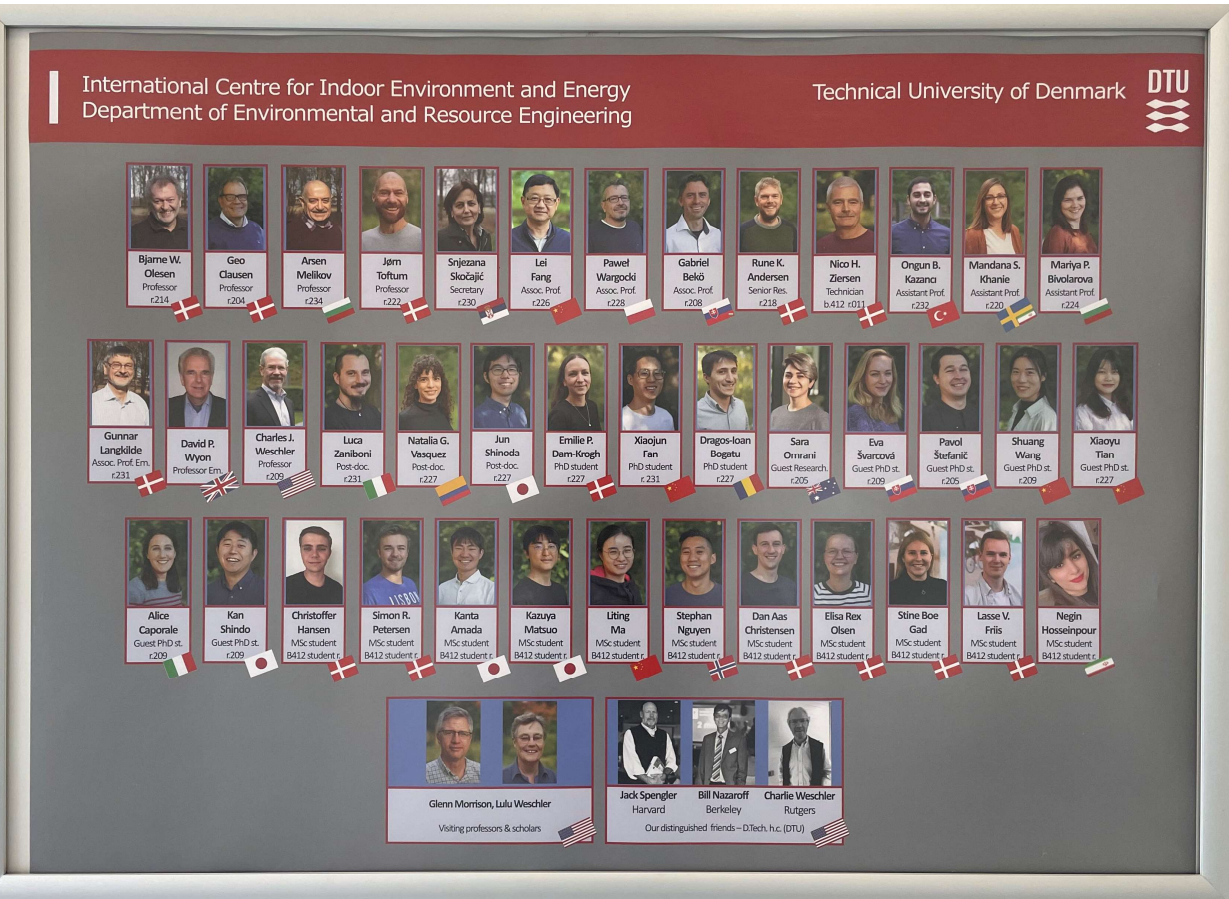 International Centre for Indoor Environment and Energy
Department of Environmental and Resource Engineering
Technical University of Denmark
DTU
Bjarne W.
Olesen
Professor
r.214
Geo
Clausen
Professor
r.204
Arsen
Melikov
Professor
r.234
Jørn
Toftum
Professor
r.222
Snjezana
Skočajić
Secretary
r.230
Lei
Fang
Assoc. Prof.
r.226
Paweł
Wargocki
Assoc. Prof.
r.228
Gabriel
Bekö
Assoc. Prof.
r.208
Rune K.
Andersen
Senior Res.
r.218
Nico H.
Ziersen
Technician
b.412 r.011
Ongun B.
Kazancı
Assistant Prof.
r.232
Mandana S.
Khanie
Assistant Prof.
r.220
Mariya P.
Bivolarova
Assistant Prof.
r.224
Gunnar
Langkilde
Assoc. Prof. Em.
r.231
David P.
Wyon
Professor Em.
Charles J.
Weschler
Professor
r.209
Luca
Zaniboni
Post-doc.
r.231
Natalia G.
Vasquez
Post-doc.
r.227
Jun
Shinoda
Post-doc.
r.227
Emilie P.
Dam-Krogh
PhD student
r.227
Xiaojun
Fan
PhD student
r.231
Dragos-Ioan
Bogatu
PhD student
r.227
Sara
Omrani
Guest Research.
r.205
Eva
Švarcová
Guest PhD st.
r.209
Pavol
Štefanič
Guest PhD st.
r.205
Shuang
Wang
Guest PhD st.
r.209
Xiaoyu
Tian
Guest PhD st.
r.227
Alice
Caporale
Guest PhD st.
r.209
Kan
Shindo
Guest PhD st.
r.209
Christoffer
Hansen
MSc student
B412 student r.
LISBON
Simon R.
Petersen
MSc student
B412 student r.
Kanta
Amada
MSc student
B412 student r.
Kazuya
Matsuo
MSc student
B412 student r.
Liting
Ma
MSc student
B412 student r.
Stephan
Nguyen
MSc student
B412 student r.
Dan Aas
Christensen
MSc student
B412 student r.
Elisa Rex
Olsen
MSc student
B412 student r.
Stine Boe
Gad
MSc student
B412 student r.
Lasse V.
Friis
MSc student
B412 student r.
Negin
Hosseinpour
MSc student
B412 student r.
Glenn Morrison, Lulu Weschler
Visiting professors & scholars
Jack Spengler
Harvard
Bill Nazaroff
Berkeley
Charlie Weschler
Rutgers
Our distinguished friends – D.Tech. h.c. (DTU)